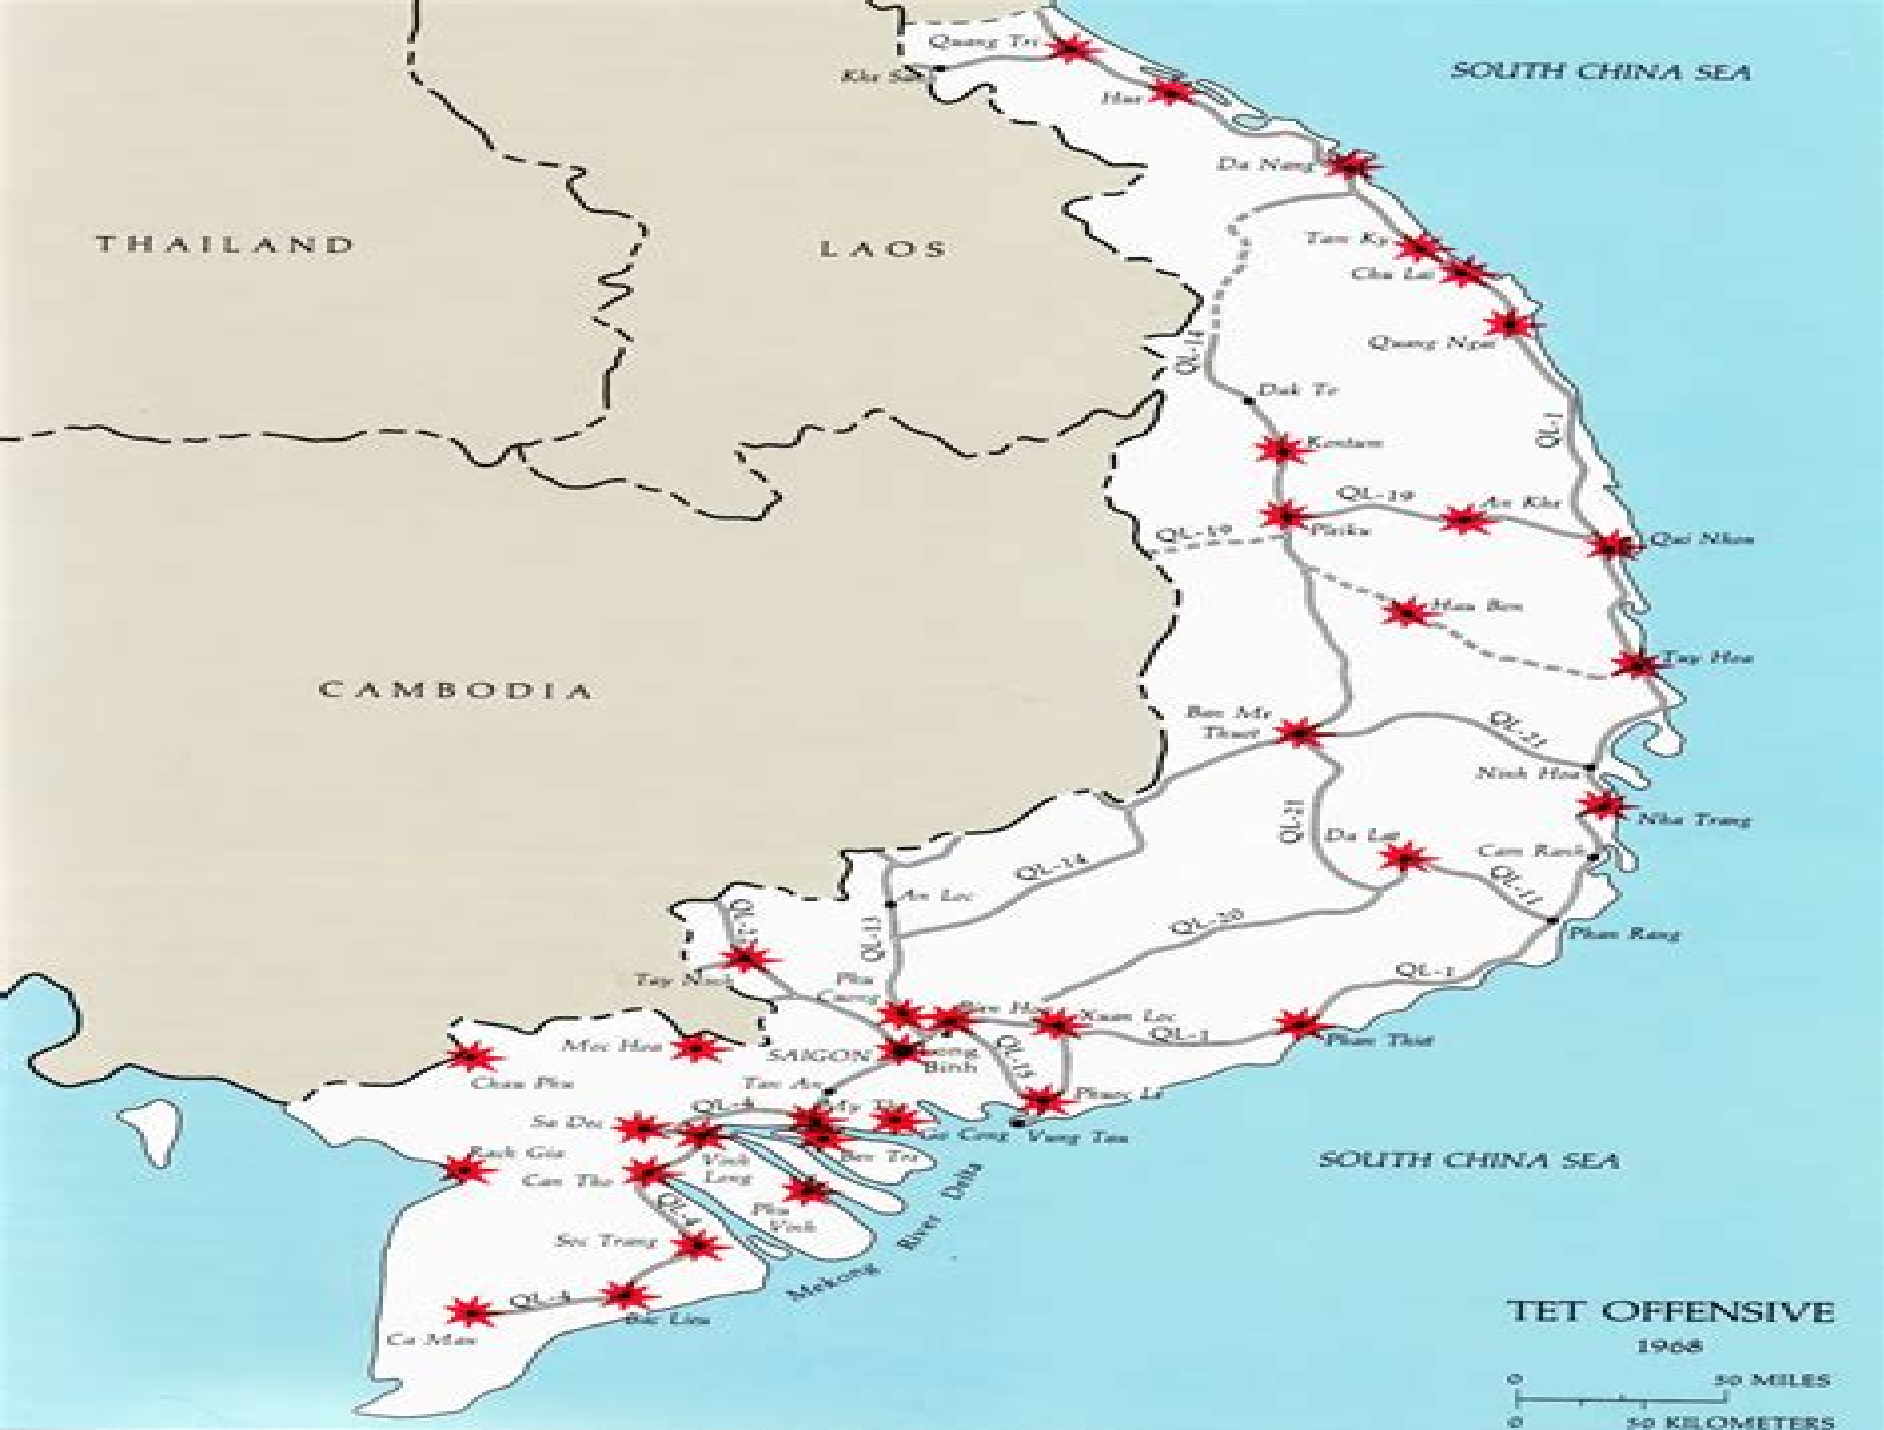 Quang Tri
SOUTH CHINA SEA
Hue
Da Nang
THAILAND
LAOS
Tam Ky
Chu Lai
Quang Ngai
QL-14
Dak To
QL-1
Kontum
QL-19
An Khe
QL-19
Pleiku
Qui Nhon
Hau Bon
Tuy Hoa
CAMBODIA
Ban Me
Thuot
QL-21
Ninh Hoa
QL-21
Nha Trang
Da Lat
Cam Ranh
QL-14
QL-11
An Loc
QL-13
QL-20
Phan Rang
Tay Ninh
QL-1
Phu
Cuong
Bien Hoa
Xuan Loc
QL-1
Phan Thiet
Moc Hoa
SAIGON
Long
Binh
QL-15
Chau Phu
Tan An
Phuoc Le
QL-4
My Tho
Sa Dec
Go Cong
Vung Tau
Rach Gia
Vinh
Long
Ben Tre
Can Tho
SOUTH CHINA SEA
Phu
Vinh
QL-4
Soc Trang
Mekong River Delta
QL-4
Bac Lieu
Ca Mau
TET OFFENSIVE
1968
0 50 MILES
0 50 KILOMETERS